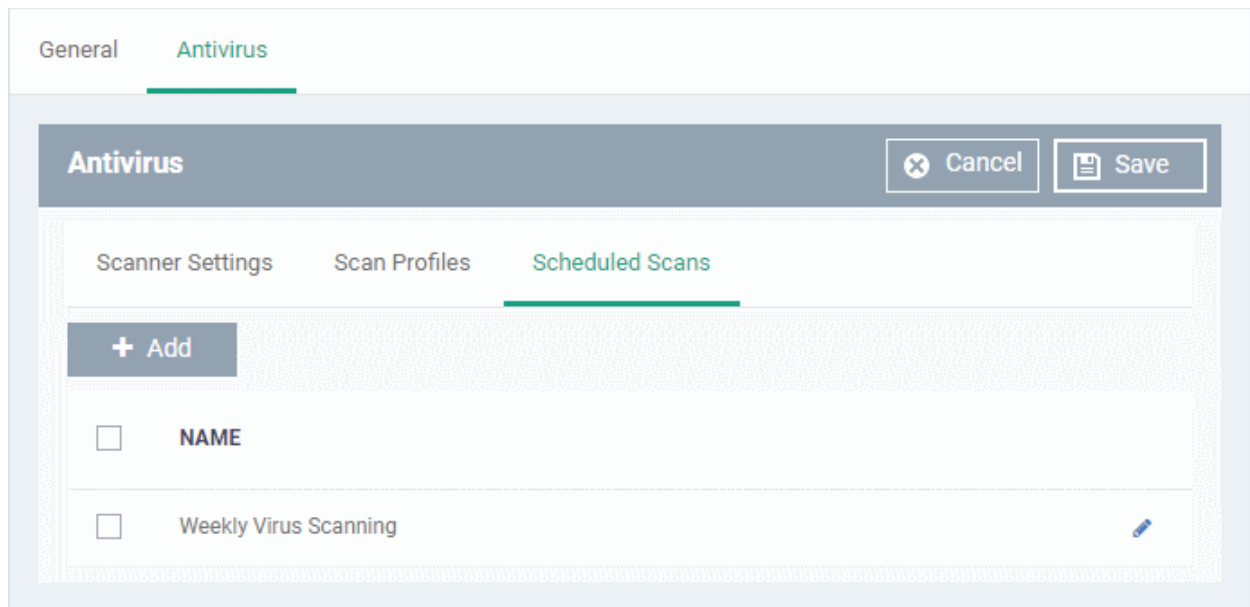 General Antivirus
Antivirus Cancel Save
Scanner Settings Scan Profiles Scheduled Scans
+ Add
NAME
Weekly Virus Scanning